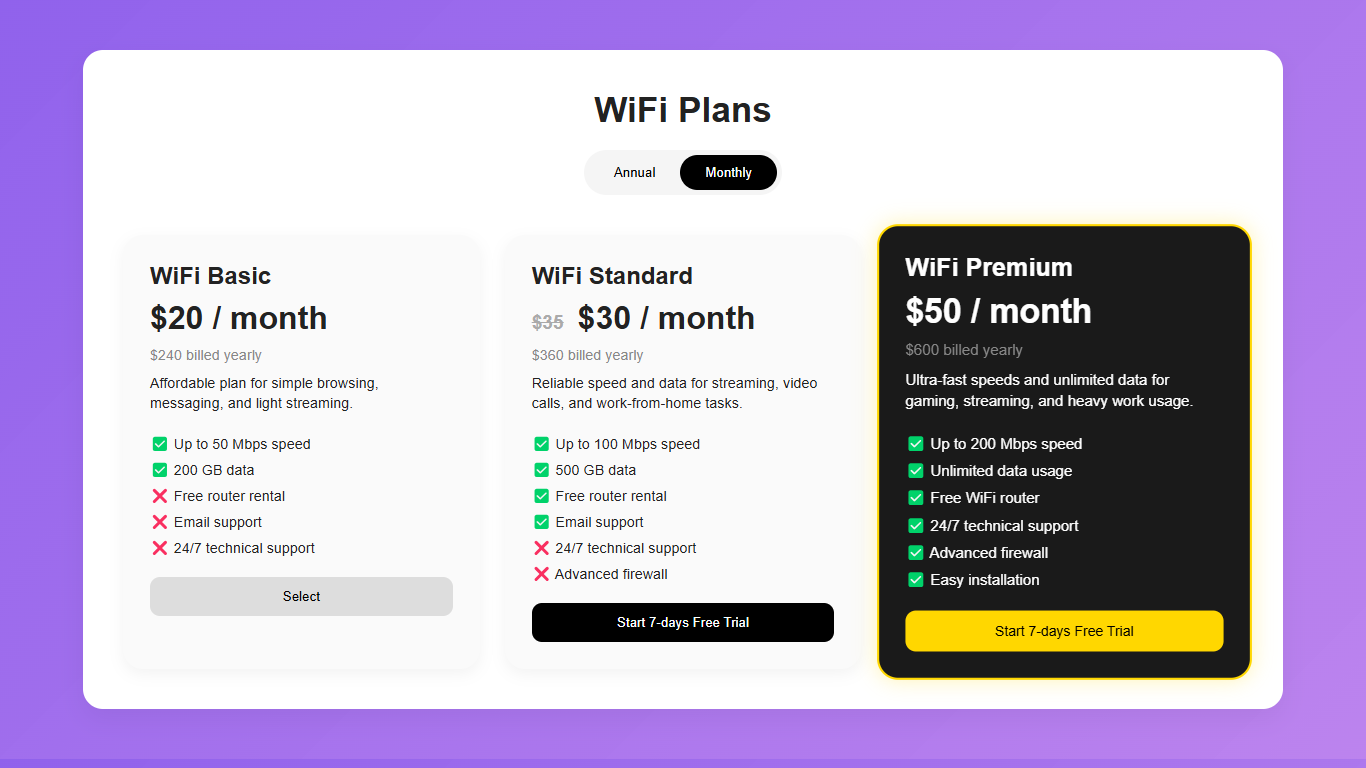 WiFi Plans
Annual
Monthly
WiFi Basic
$20 / month
$240 billed yearly
Affordable plan for simple browsing,
messaging, and light streaming.
Up to 50 Mbps speed
200 GB data
Free router rental
Email support
24/7 technical support
Select
WiFi Standard
$35 $30 / month
$360 billed yearly
Reliable speed and data for streaming, video
calls, and work-from-home tasks.
Up to 100 Mbps speed
500 GB data
Free router rental
Email support
24/7 technical support
Advanced firewall
Start 7-days Free Trial
WiFi Premium
$50 / month
$600 billed yearly
Ultra-fast speeds and unlimited data for
gaming, streaming, and heavy work usage.
Up to 200 Mbps speed
Unlimited data usage
Free WiFi router
24/7 technical support
Advanced firewall
Easy installation
Start 7-days Free Trial